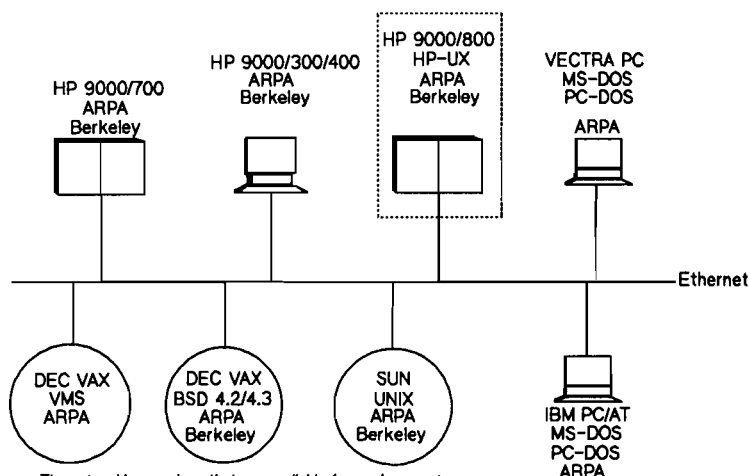 HP 9000/700
ARPA
Berkeley
HP 9000/300/400
ARPA
Berkeley
HP 9000/800
HP-UX
ARPA
Berkeley
VECTRA PC
MS-DOS
PC-DOS
ARPA
Ethernet
DEC VAX
VMS
ARPA
DEC VAX
BSD 4.2/4.3
ARPA
Berkeley
SUN
UNIX
ARPA
Berkeley
IBM PC/AT
MS-DOS
PC-DOS
ARPA